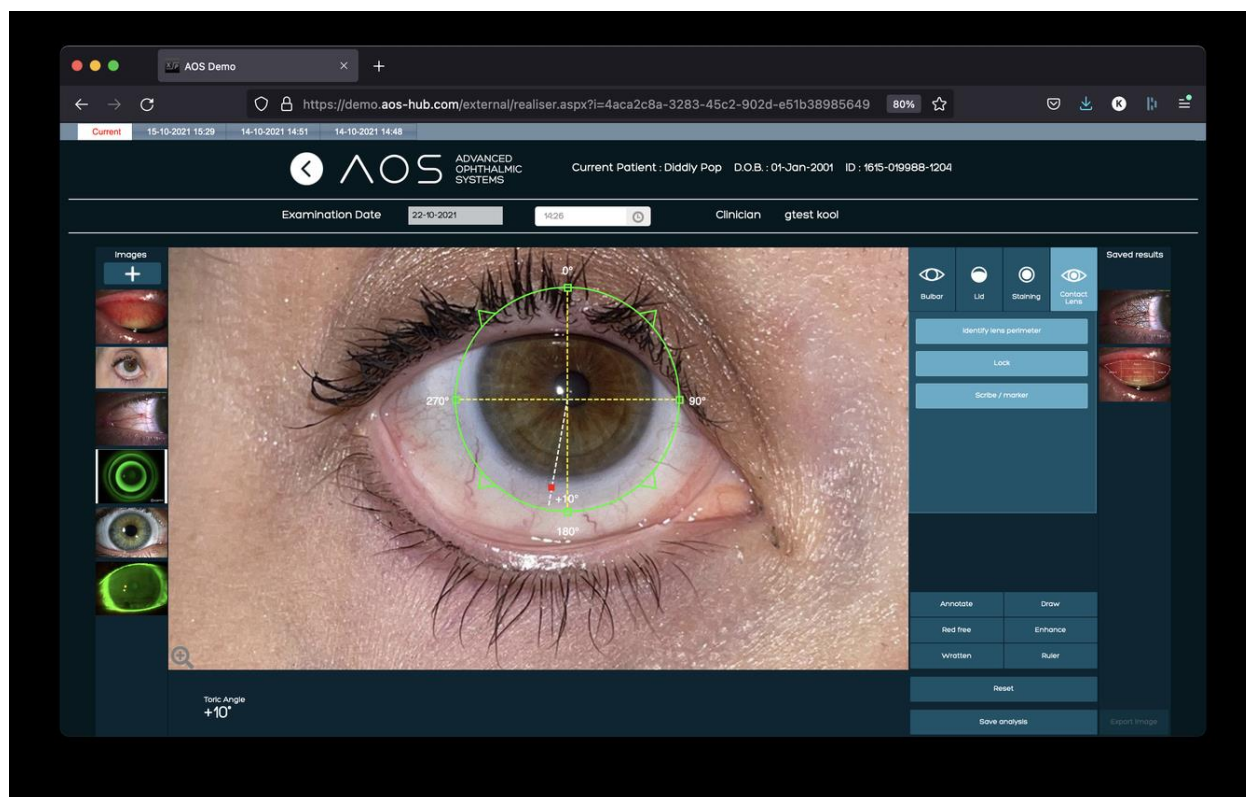 AOS Demo
https://demo.aos-hub.com/external/realiser.aspx?i=4aca2c8a-3283-45c2-902d-e51b38985649 80%
Current 15-10-2021 15:29 14-10-2021 14:51 14-10-2021 14:48
AOS ADVANCED OPHTHALMIC SYSTEMS
Current Patient : Diddly Pop D.O.B. : 01-Jan-2001 ID : 1615-019988-1204
Examination Date 22-10-2021 14:26 Clinician gtest kool
Images
0°
270° 90°
+10°
180°
Toric Angle
+10°
Bulbar Lid Staining Contact Lens
Identify lens perimeter
Lock
Scribe / marker
Annotate Draw
Red free Enhance
Wratten Ruler
Reset
Save analysis
Saved results
Export Image